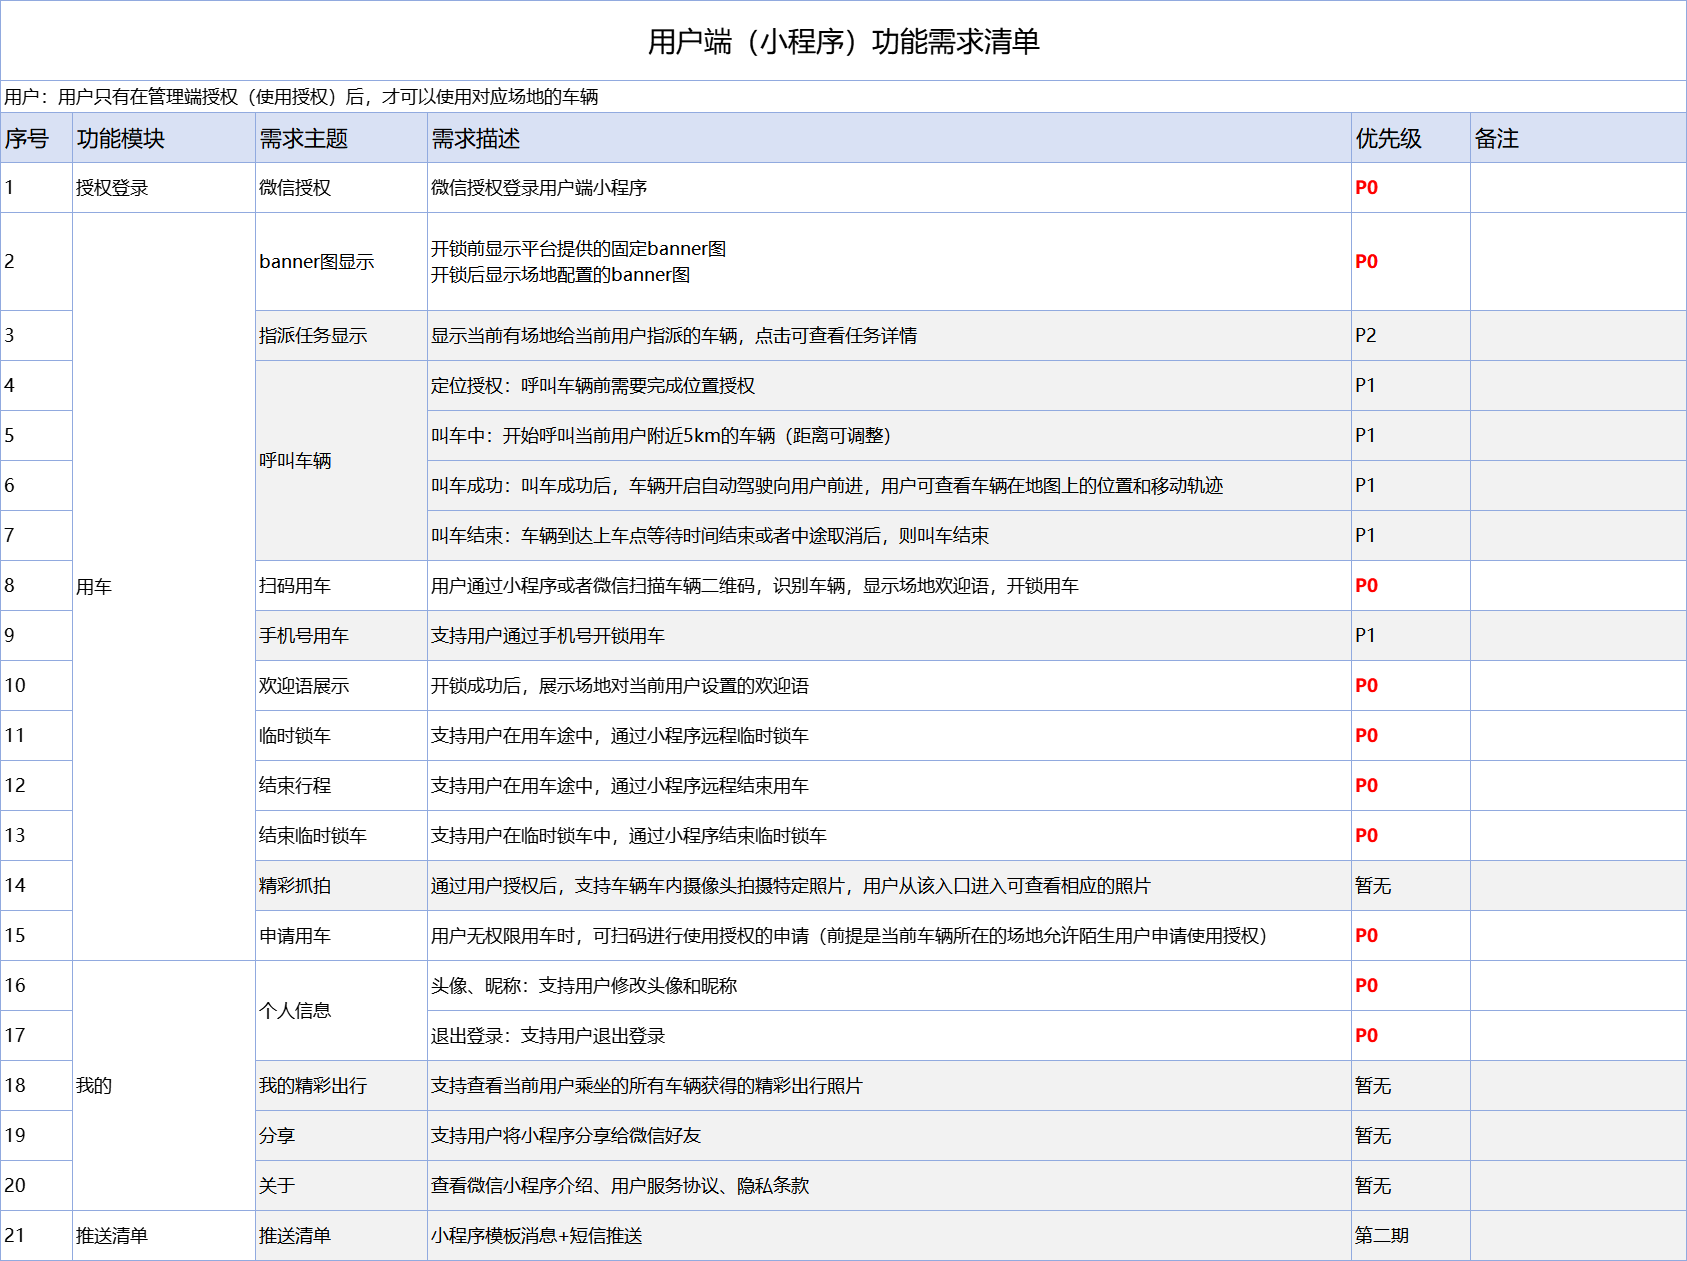 用户端（小程序）功能需求清单
用户：用户只有在管理端授权（使用授权）后，才可以使用对应场地的车辆
序号 功能模块 需求主题 需求描述 优先级 备注
1 授权登录 微信授权 微信授权登录用户端小程序 P0
2 用车 banner图显示 开锁前显示平台提供的固定banner图
开锁后显示场地配置的banner图 P0
3 指派任务显示 显示当前有场地给当前用户指派的车辆，点击可查看任务详情 P2
4 呼叫车辆 定位授权：呼叫车辆前需要完成位置授权 P1
5 叫车中：开始呼叫当前用户附近5km的车辆（距离可调整） P1
6 叫车成功：叫车成功后，车辆开启自动驾驶向用户前进，用户可查看车辆在地图上的位置和移动轨迹 P1
7 叫车结束：车辆到达上车点等待时间结束或者中途取消后，则叫车结束 P1
8 扫码用车 用户通过小程序或者微信扫描车辆二维码，识别车辆，显示场地欢迎语，开锁用车 P0
9 手机号用车 支持用户通过手机号开锁用车 P1
10 欢迎语展示 开锁成功后，展示场地对当前用户设置的欢迎语 P0
11 临时锁车 支持用户在用车途中，通过小程序远程临时锁车 P0
12 结束行程 支持用户在用车途中，通过小程序远程结束用车 P0
13 结束临时锁车 支持用户在临时锁车中，通过小程序结束临时锁车 P0
14 精彩抓拍 通过用户授权后，支持车辆车内摄像头拍摄特定照片，用户从该入口进入可查看相应的照片 暂无
15 申请用车 用户无权限用车时，可扫码进行使用授权的申请（前提是当前车辆所在的场地允许陌生用户申请使用授权） P0
16 我的 个人信息 头像、昵称：支持用户修改头像和昵称 P0
17 退出登录：支持用户退出登录 P0
18 我的精彩出行 支持查看当前用户乘坐的所有车辆获得的精彩出行照片 暂无
19 分享 支持用户将小程序分享给微信好友 暂无
20 关于 查看微信小程序介绍、用户服务协议、隐私条款 暂无
21 推送清单 推送清单 小程序模板消息+短信推送 第二期